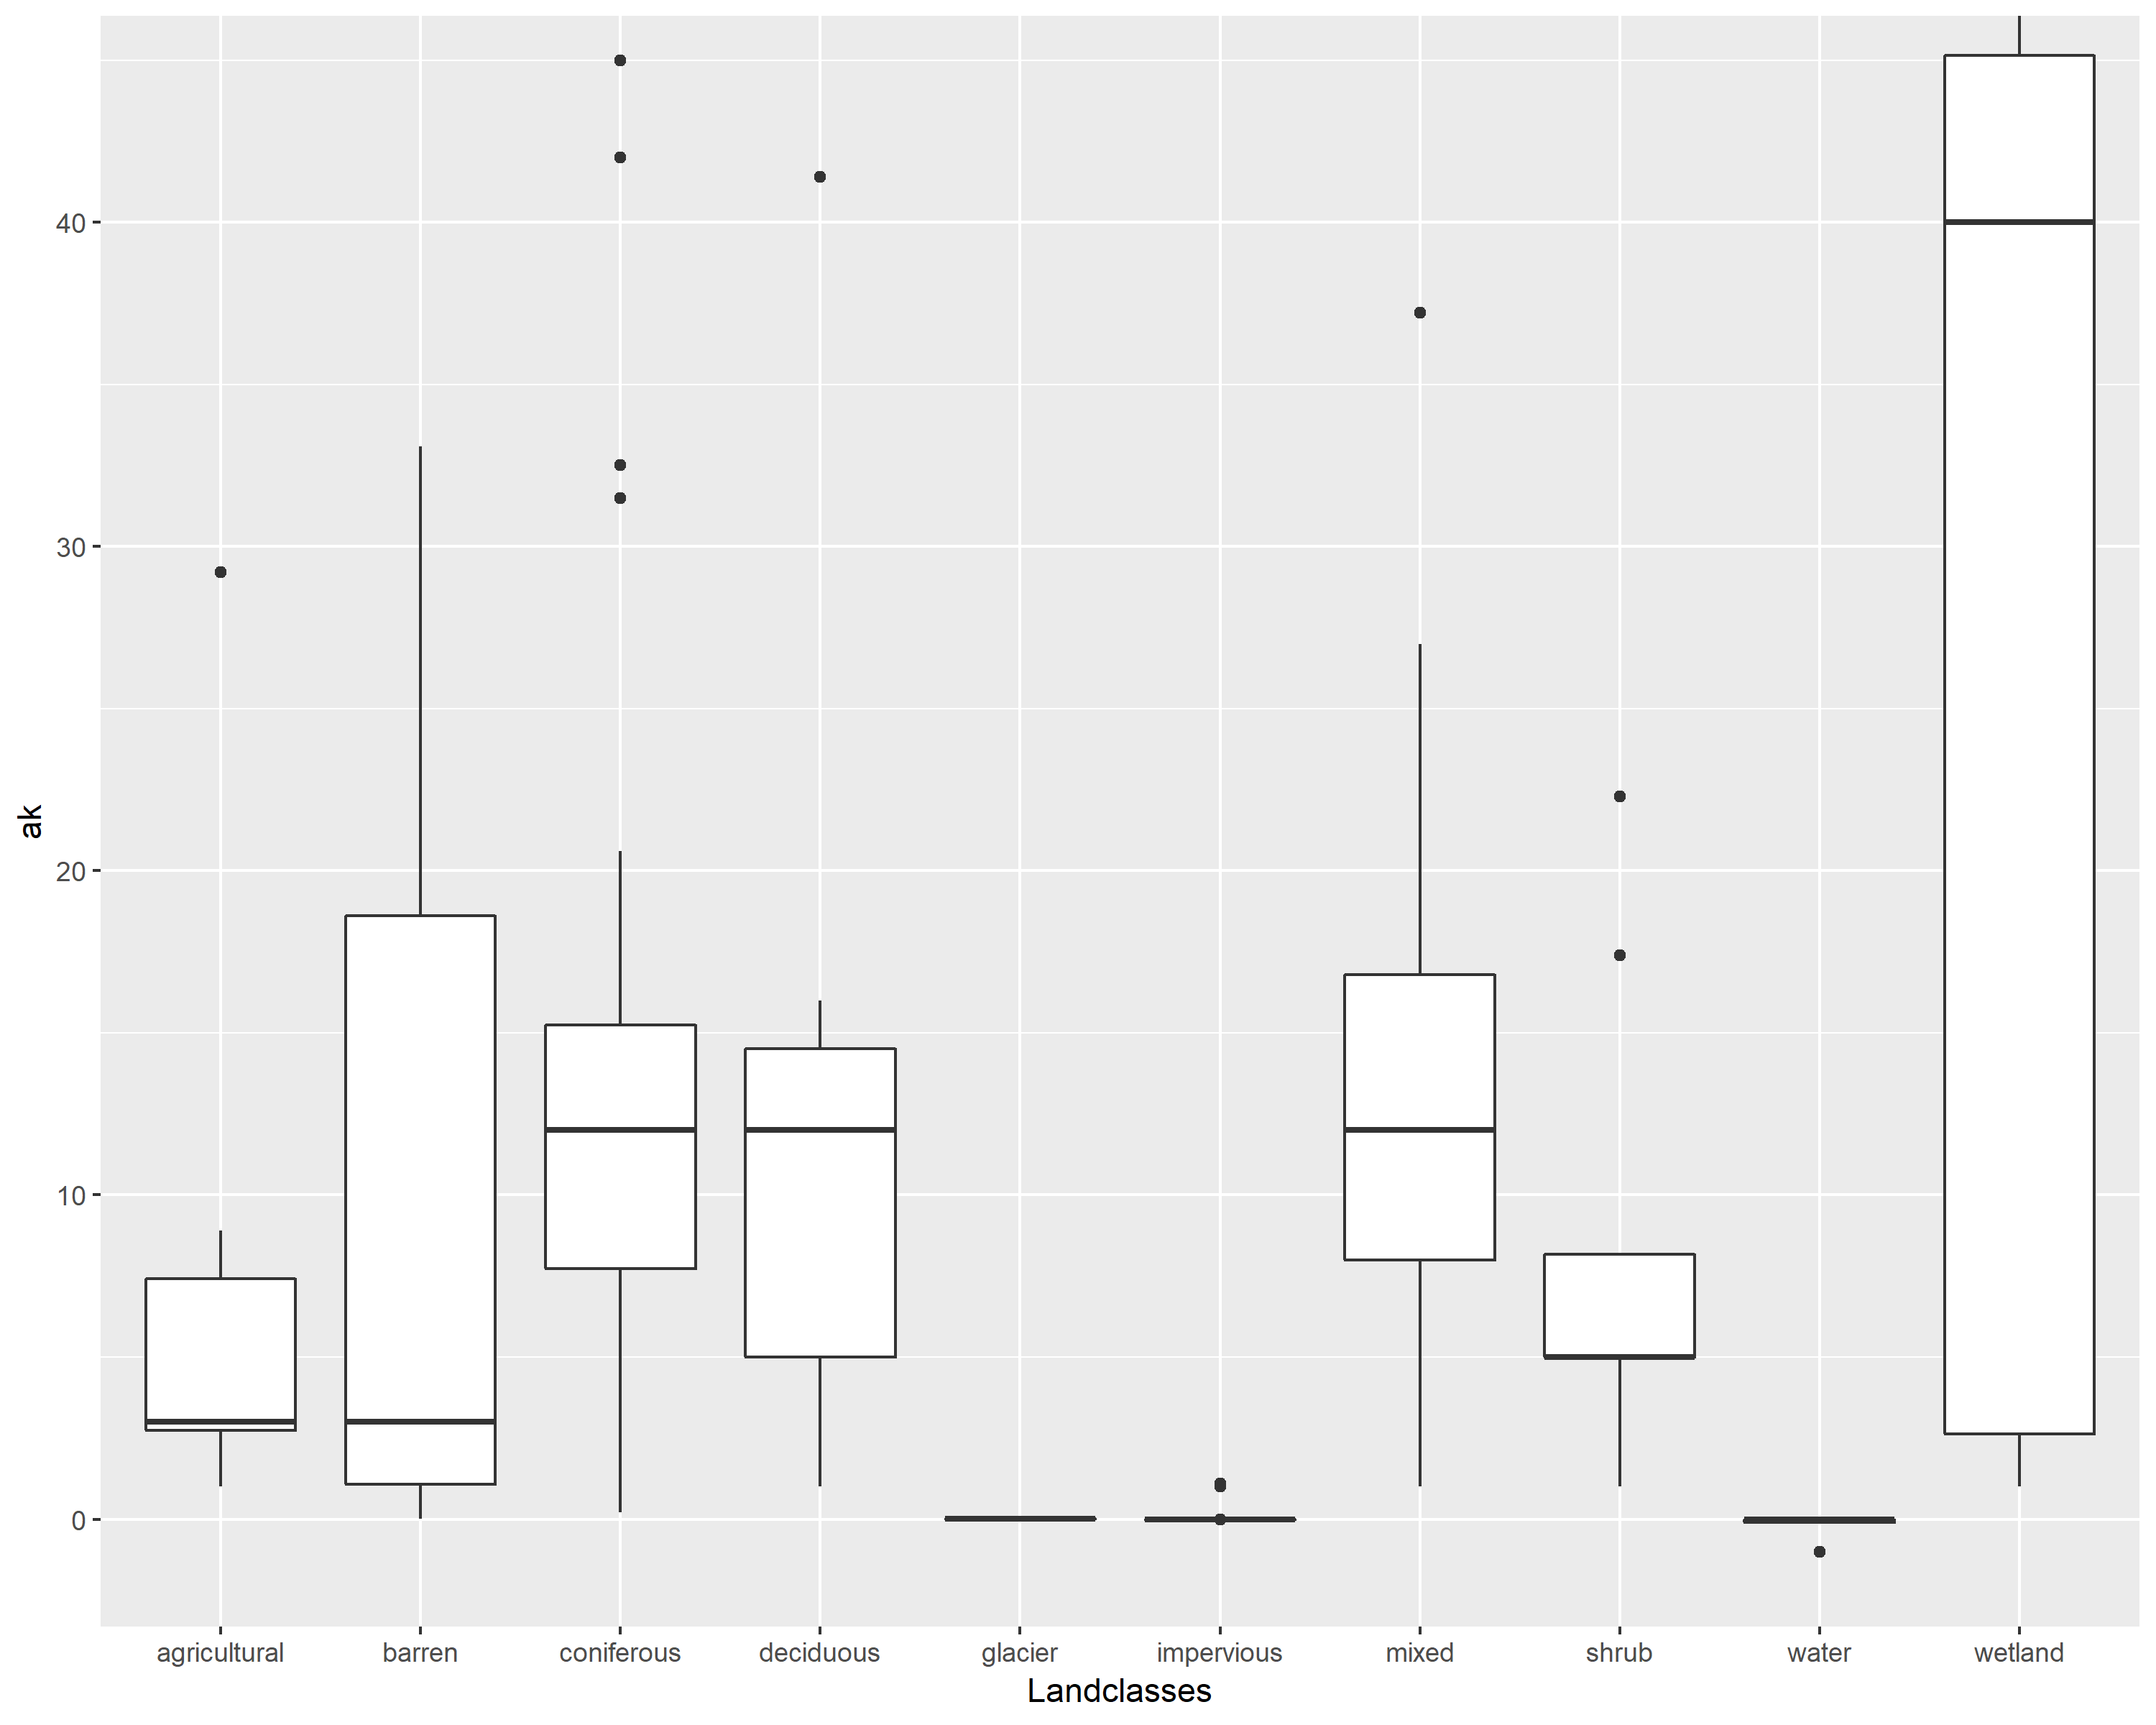 40
30
20
10
0
ak
agricultural barren coniferous deciduous glacier impervious mixed shrub water wetland
Landclasses